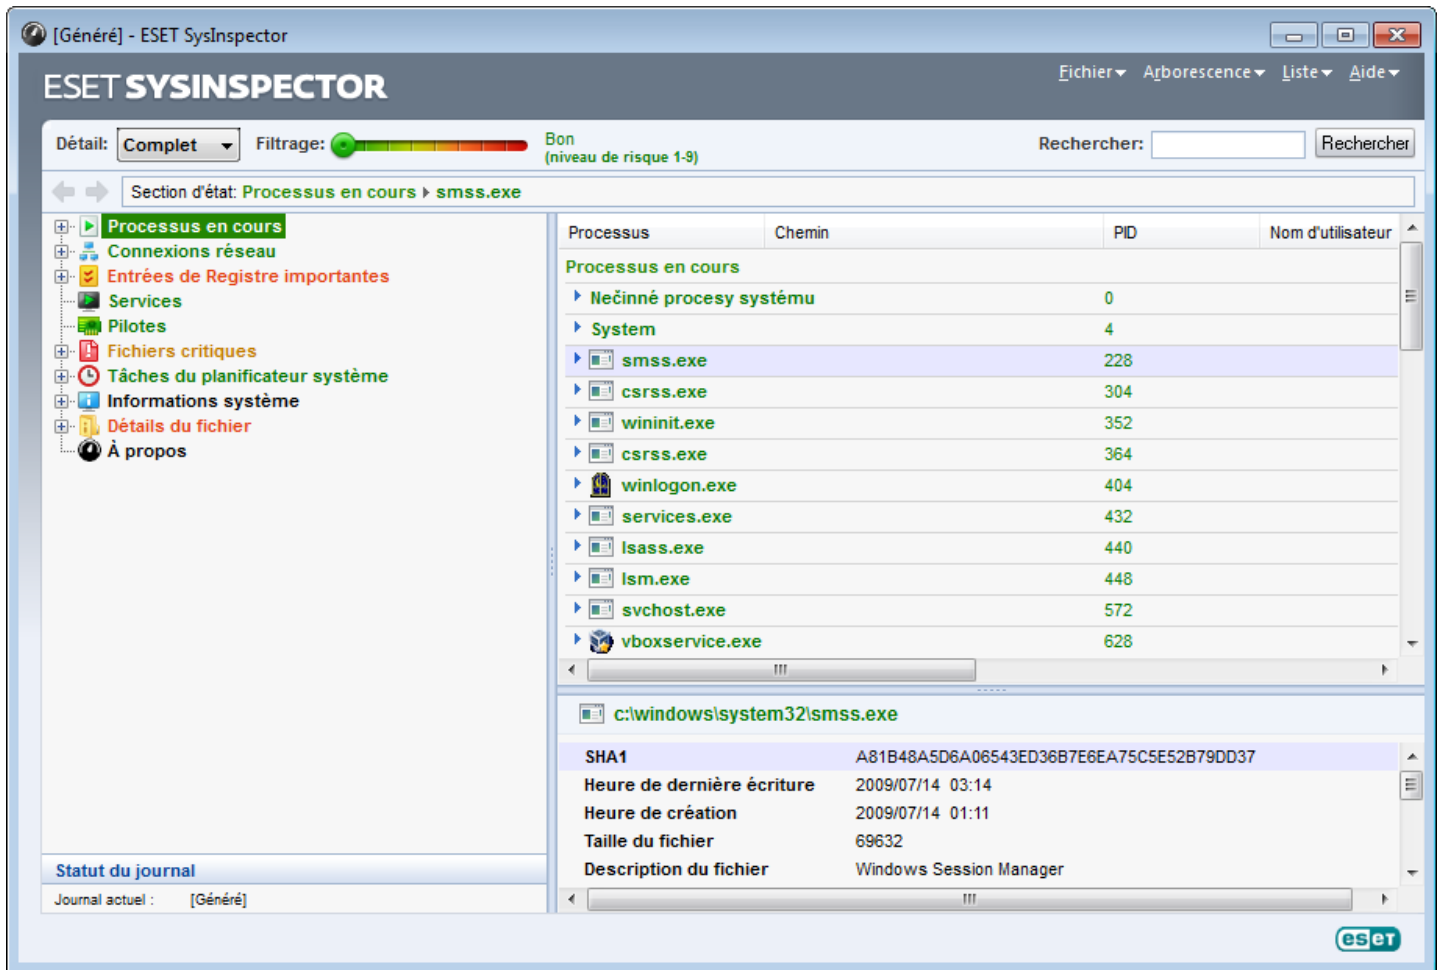 [Généré] - ESET SysInspector
ESET SYSINSPECTOR
Fichier Arborescence Liste Aide
Détail: Complet Filtrage: Bon (niveau de risque 1-9) Rechercher: Rechercher
Section d'état: Processus en cours smss.exe
Processus en cours
Connexions réseau
Entrées de Registre importantes
Services
Pilotes
Fichiers critiques
Tâches du planificateur système
Informations système
Détails du fichier
À propos
Statut du journal
Journal actuel : [Généré]
Processus Chemin PID Nom d'utilisateur
Processus en cours
Nečinné procesy systému 0
System 4
smss.exe 228
csrss.exe 304
wininit.exe 352
csrss.exe 364
winlogon.exe 404
services.exe 432
lsass.exe 440
lsm.exe 448
svchost.exe 572
vboxservice.exe 628
c:\windows\system32\smss.exe
SHA1 A81B48A5D6A06543ED36B7E6EA75C5E52B79DD37
Heure de dernière écriture 2009/07/14 03:14
Heure de création 2009/07/14 01:11
Taille du fichier 69632
Description du fichier Windows Session Manager
eseT